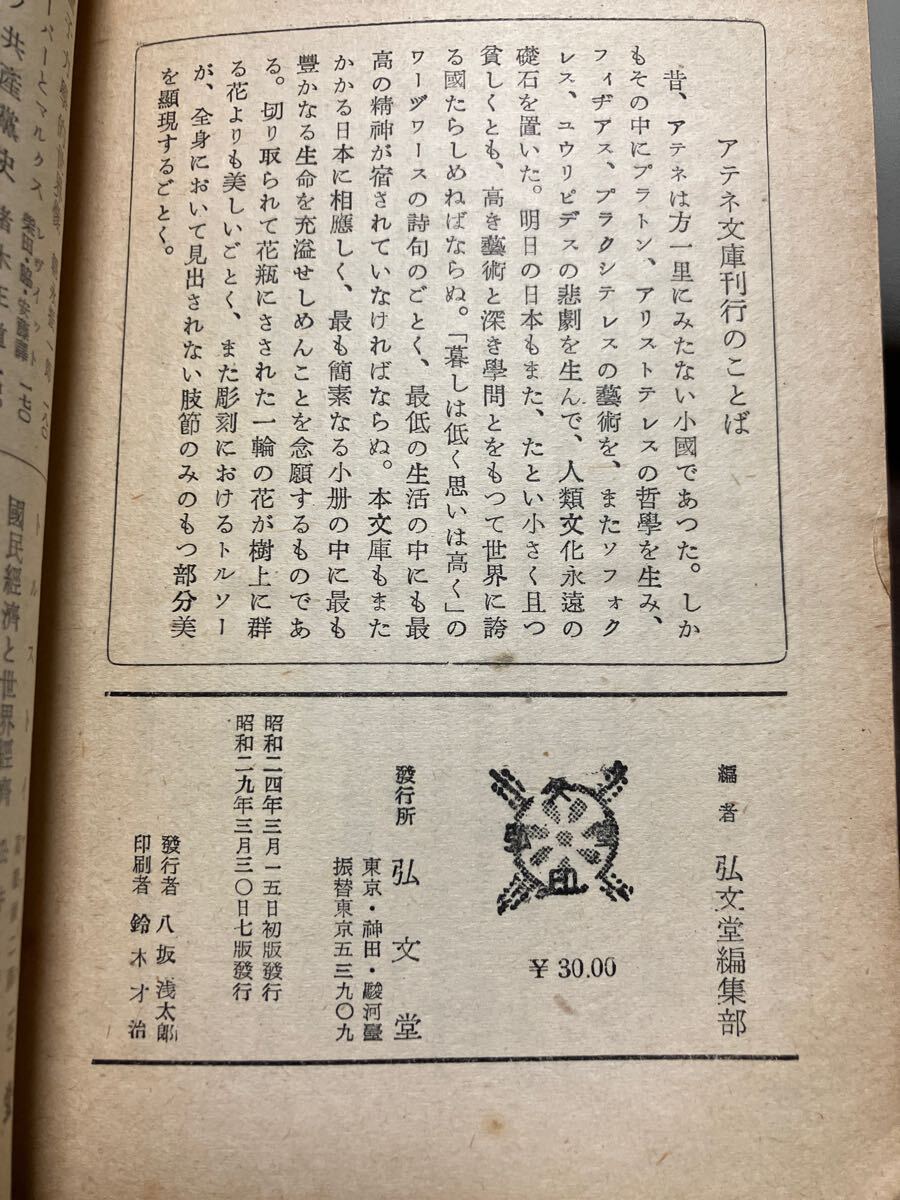 アテネ文庫刊行のことば
昔、アテネは方一里にみたない小國であつた。しか
もその中にプラトン、アリストテレスの哲學を生み、
フィヂアス、プラクシテレスの藝術を、またソフォク
レス、ユウリピデスの悲劇を生んで、人類文化永遠の
礎石を置いた。明日の日本もまた、たとい小さく且つ
貧しくとも、高き藝術と深き學問とをもつて世界に誇
る國たらしめねばならぬ。「暮しは低く思いは高く」の
ワーヅワースの詩句のごとく、最低の生活の中にも最
高の精神が宿されていなければならぬ。本文庫もまた
かかる日本に相應しく、最も簡素なる小册の中に最も
豊かなる生命を充溢せしめんことを念願するものであ
る。切り取られて花瓶にさされた一輪の花が樹上に群
る花よりも美しいごとく、また彫刻におけるトルソー
が、全身において見出されない肢節のみのもつ部分美
を顯現するごとく。
編者 弘文堂編集部
弘文堂印
¥30.00
發行所 弘文堂
東京・神田・駿河臺
振替東京五三九〇九
昭和二四年三月一五日初版發行
昭和二九年三月三〇日七版發行
發行者 八坂浅太郎
印刷者 鈴木才治
共産黨史
國民經濟と世界經濟